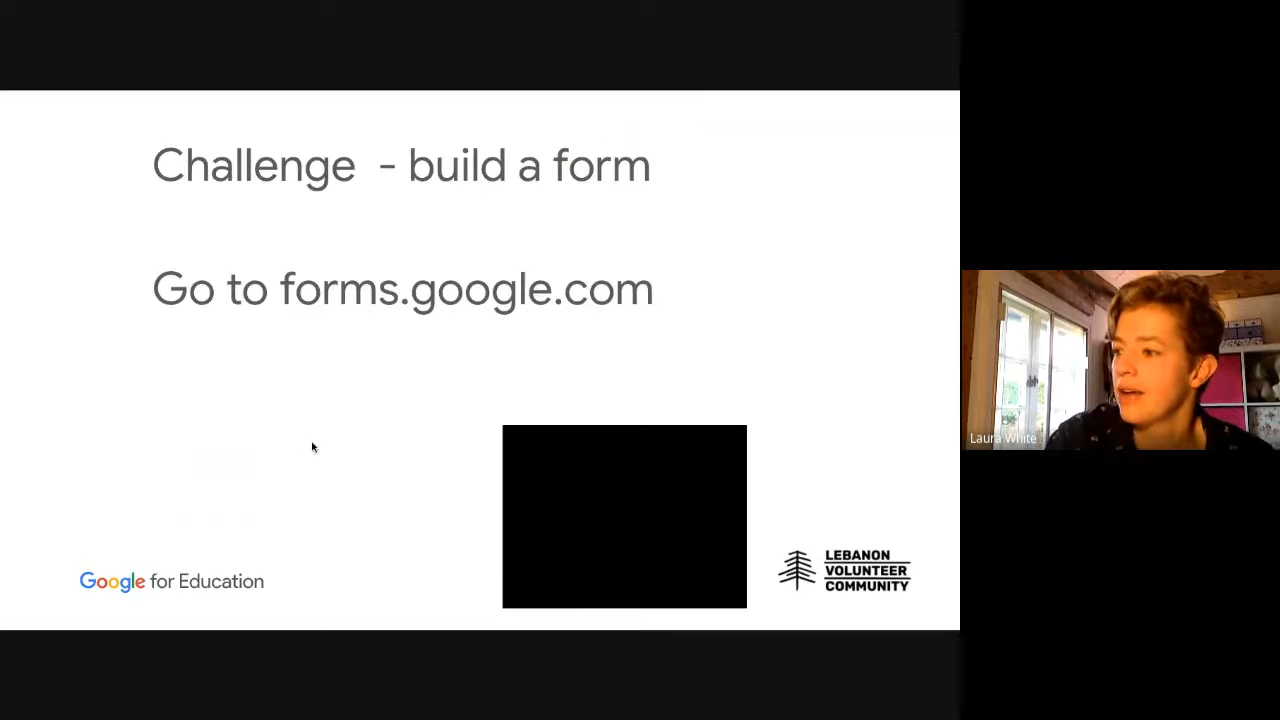 Challenge - build a form
Go to forms.google.com
Laura White
Google for Education
LEBANON
VOLUNTEER
COMMUNITY